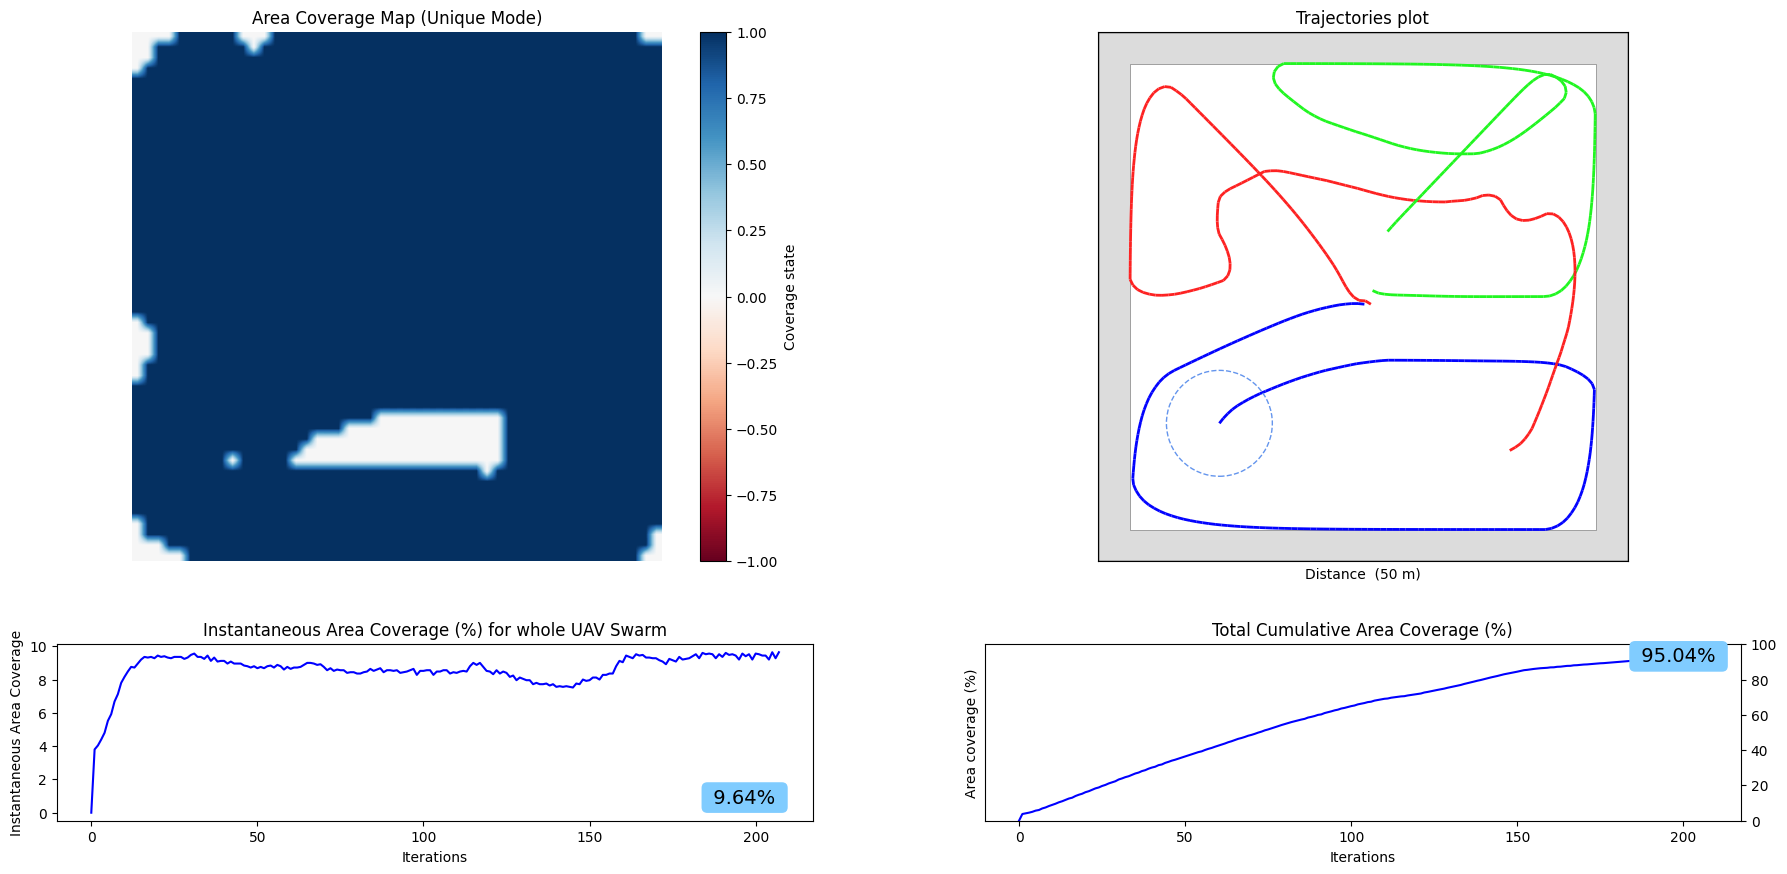 Area Coverage Map (Unique Mode)
1.00
0.75
0.50
0.25
0.00
−0.25
−0.50
−0.75
−1.00
Coverage state
Trajectories plot
Distance  (50 m)
Instantaneous Area Coverage (%) for whole UAV Swarm
Instantaneous Area Coverage
10
8
6
4
2
0
9.64%
0 50 100 150 200
Iterations
Total Cumulative Area Coverage (%)
Area coverage (%)
95.04%
100
80
60
40
20
0
0 50 100 150 200
Iterations